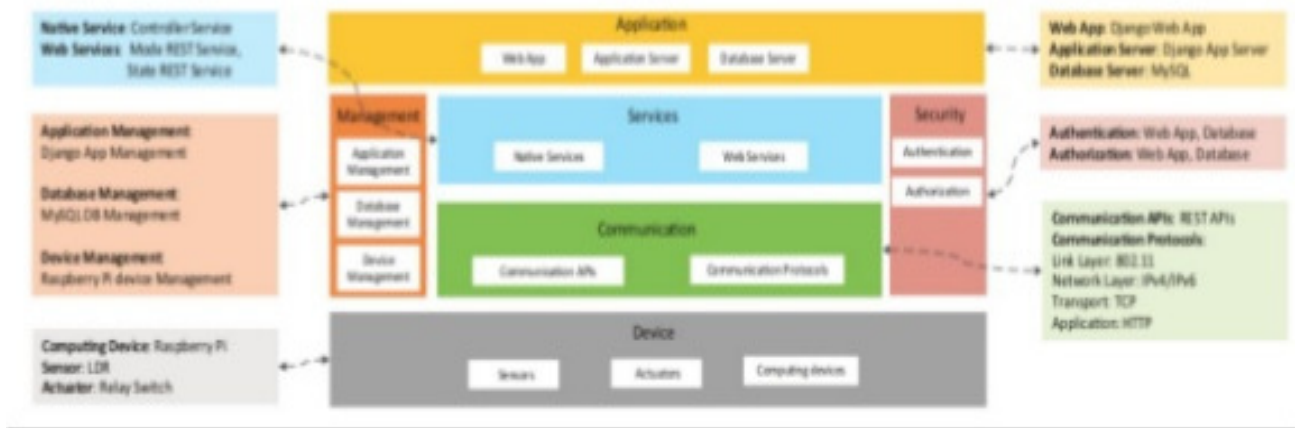 Native Service: Controller Service
Web Services: Mode REST Service,
State REST Service
Application Management:
Django App Management
Database Management:
MySQL DB Management
Device Management:
Raspberry Pi device Management
Computing Device: Raspberry Pi
Sensor: LDR
Actuator: Relay Switch
Application
Web App
Application Server
Database Server
Management
Application
Management
Database
Management
Device
Management
Services
Native Services
Web Services
Communication
Communication APIs
Communication Protocols
Security
Authentication
Authorization
Device
Sensors
Actuators
Computing devices
Web App: Django Web App
Application Server: Django App Server
Database Server: MySQL
Authentication: Web App, Database
Authorization: Web App, Database
Communication APIs: REST APIs
Communication Protocols:
Link Layer: 802.11
Network Layer: IPv4/IPv6
Transport: TCP
Application: HTTP